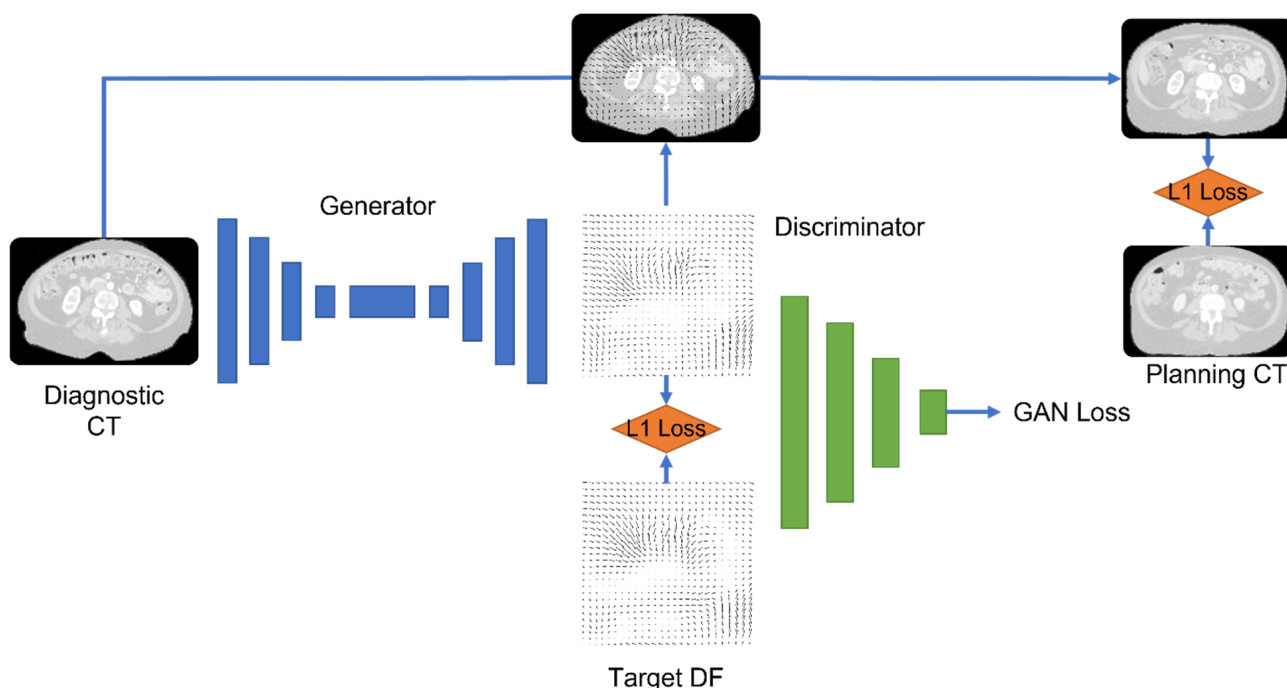 L1 Loss
Generator
Discriminator
Diagnostic
CT
Planning CT
L1 Loss
GAN Loss
Target DF